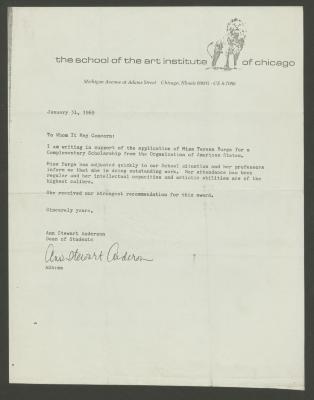 the school of the art institute of chicago
Michigan Avenue at Adams Street Chicago, Illinois 60603 - CE 6-7080
January 31, 1969
To Whom It May Concern:
I am writing in support of the application of Miss Teresa Burga for a
Complementary Scholarship from the Organization of American States.
Miss Burga has adjusted quickly to our School situation and her professors
inform me that she is doing outstanding work. Her attendance has been
regular and her intellectual capacities and artistic abilities are of the
highest calibre.
She received our strongest recommendation for this award.
Sincerely yours,
Ann Stewart Anderson
Dean of Students
Ann Stewart Anderson